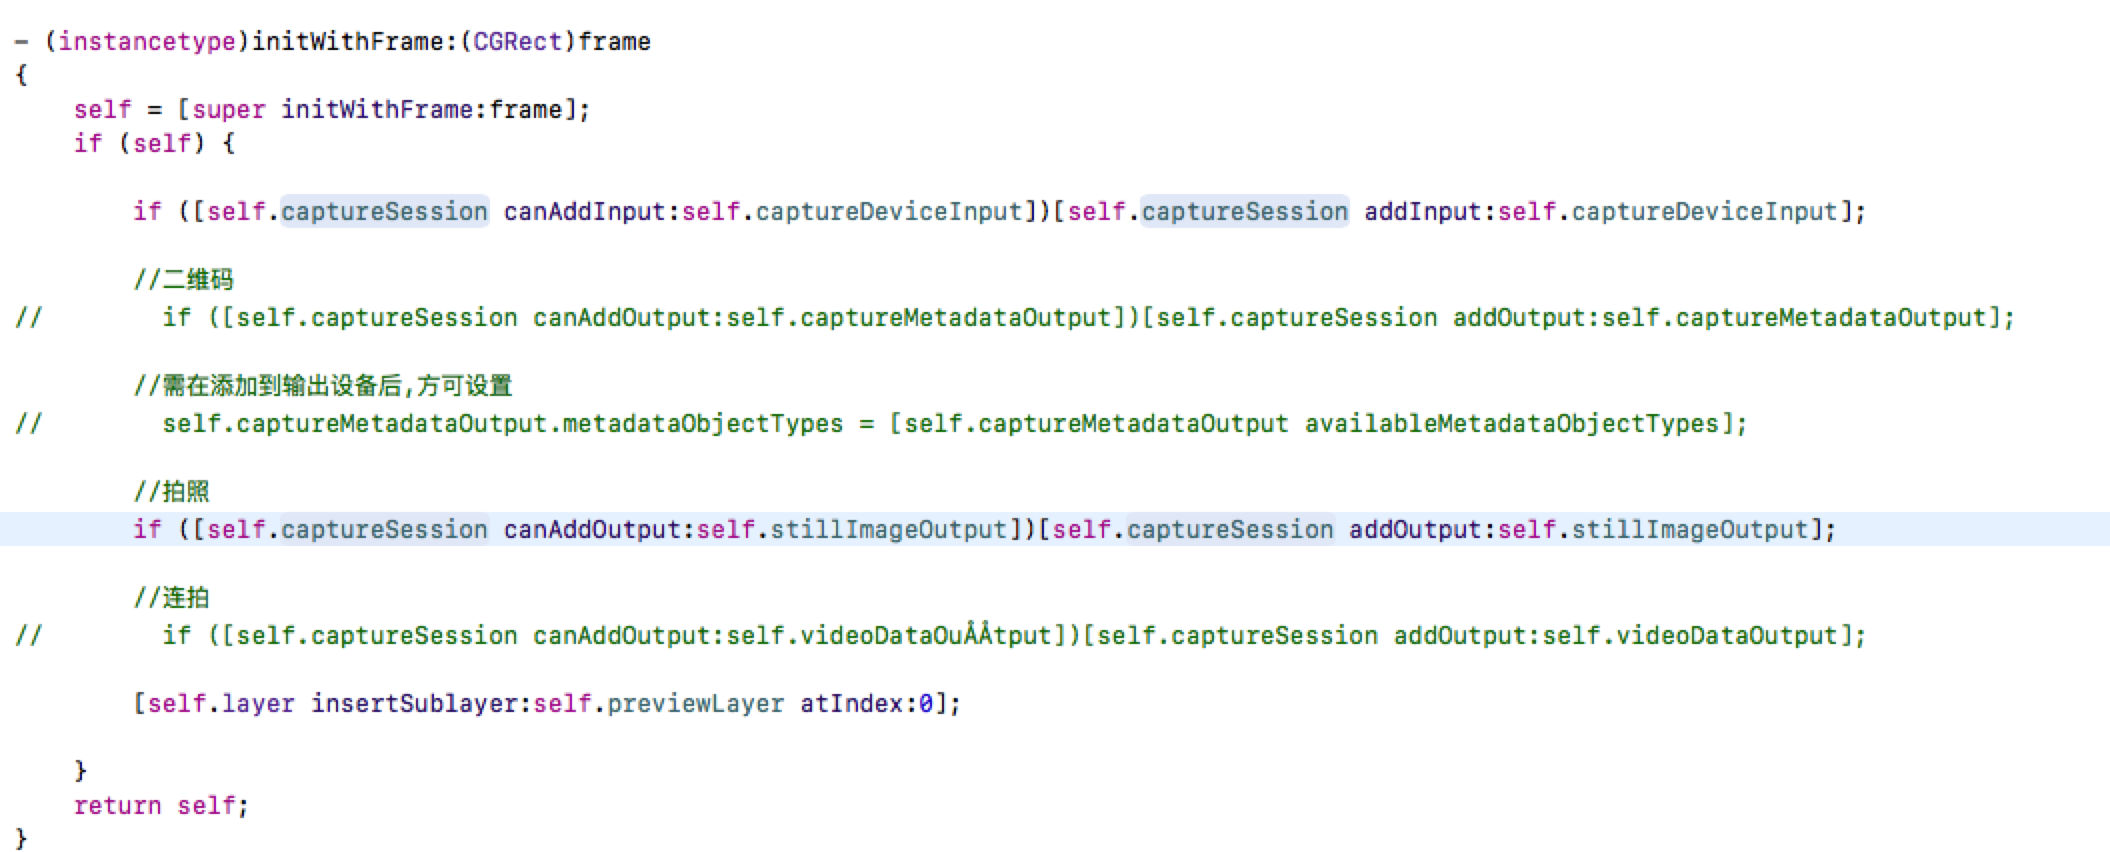 - (instancetype)initWithFrame:(CGRect)frame
{
    self = [super initWithFrame:frame];
    if (self) {
        if ([self.captureSession canAddInput:self.captureDeviceInput])[self.captureSession addInput:self.captureDeviceInput];
        //二维码
//        if ([self.captureSession canAddOutput:self.captureMetadataOutput])[self.captureSession addOutput:self.captureMetadataOutput];
        //需在添加到输出设备后,方可设置
//        self.captureMetadataOutput.metadataObjectTypes = [self.captureMetadataOutput availableMetadataObjectTypes];
        //拍照
        if ([self.captureSession canAddOutput:self.stillImageOutput])[self.captureSession addOutput:self.stillImageOutput];
        //连拍
//        if ([self.captureSession canAddOutput:self.videoDataOuÅÅtput])[self.captureSession addOutput:self.videoDataOutput];
        [self.layer insertSublayer:self.previewLayer atIndex:0];
    }
    return self;
}